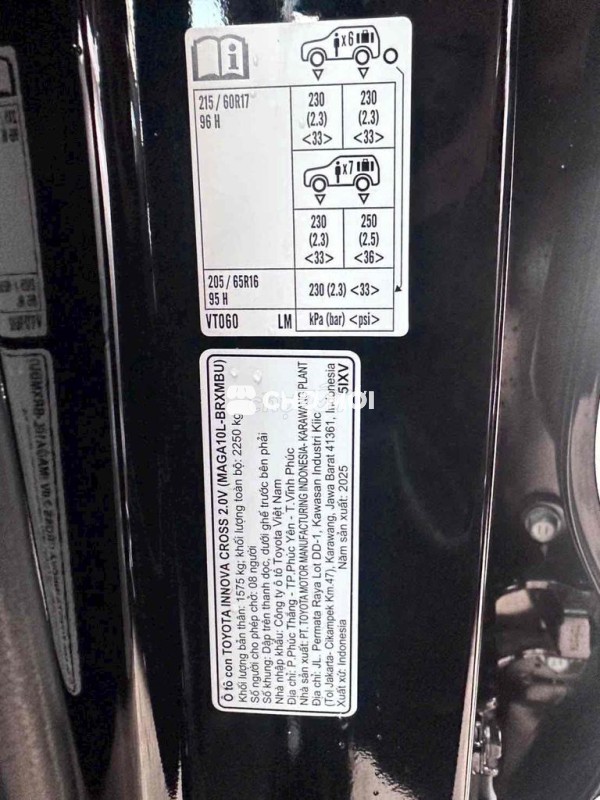 i
x6
215/60R17
96 H
230 230
(2.3) (2.3)
<33> <33>
x7
230 250
(2.3) (2.5)
<33> <36>
205/65R16
95 H
230 (2.3) <33>
VT060 LM kPa (bar) <psi>
Ô tô con TOYOTA INNOVA CROSS 2.0V (MAGA10L-BRXMBU)
Khối lượng bản thân: 1575 kg; khối lượng toàn bộ: 2250 kg
Số người cho phép chở: 08 người
Số khung: Dập trên thanh dọc, dưới ghế trước bên phải
Nhà nhập khẩu: Công ty ô tô Toyota Việt Nam
Địa chỉ: P.Phúc Thắng - TP.Phúc Yên - T.Vĩnh Phúc
Nhà sản xuất: PT. TOYOTA MOTOR MANUFACTURING INDONESIA- KARAWANG PLANT
Địa chỉ: JL. Permata Raya Lot DD-1, Kawasan Industri Kiic
(Tol Jakarta- Cikampek Km.47), Karawang, Jawa Barat 41361, Indonesia
Xuất xứ: Indonesia Năm sản xuất: 2025 5IXV
CHỢ TỐT